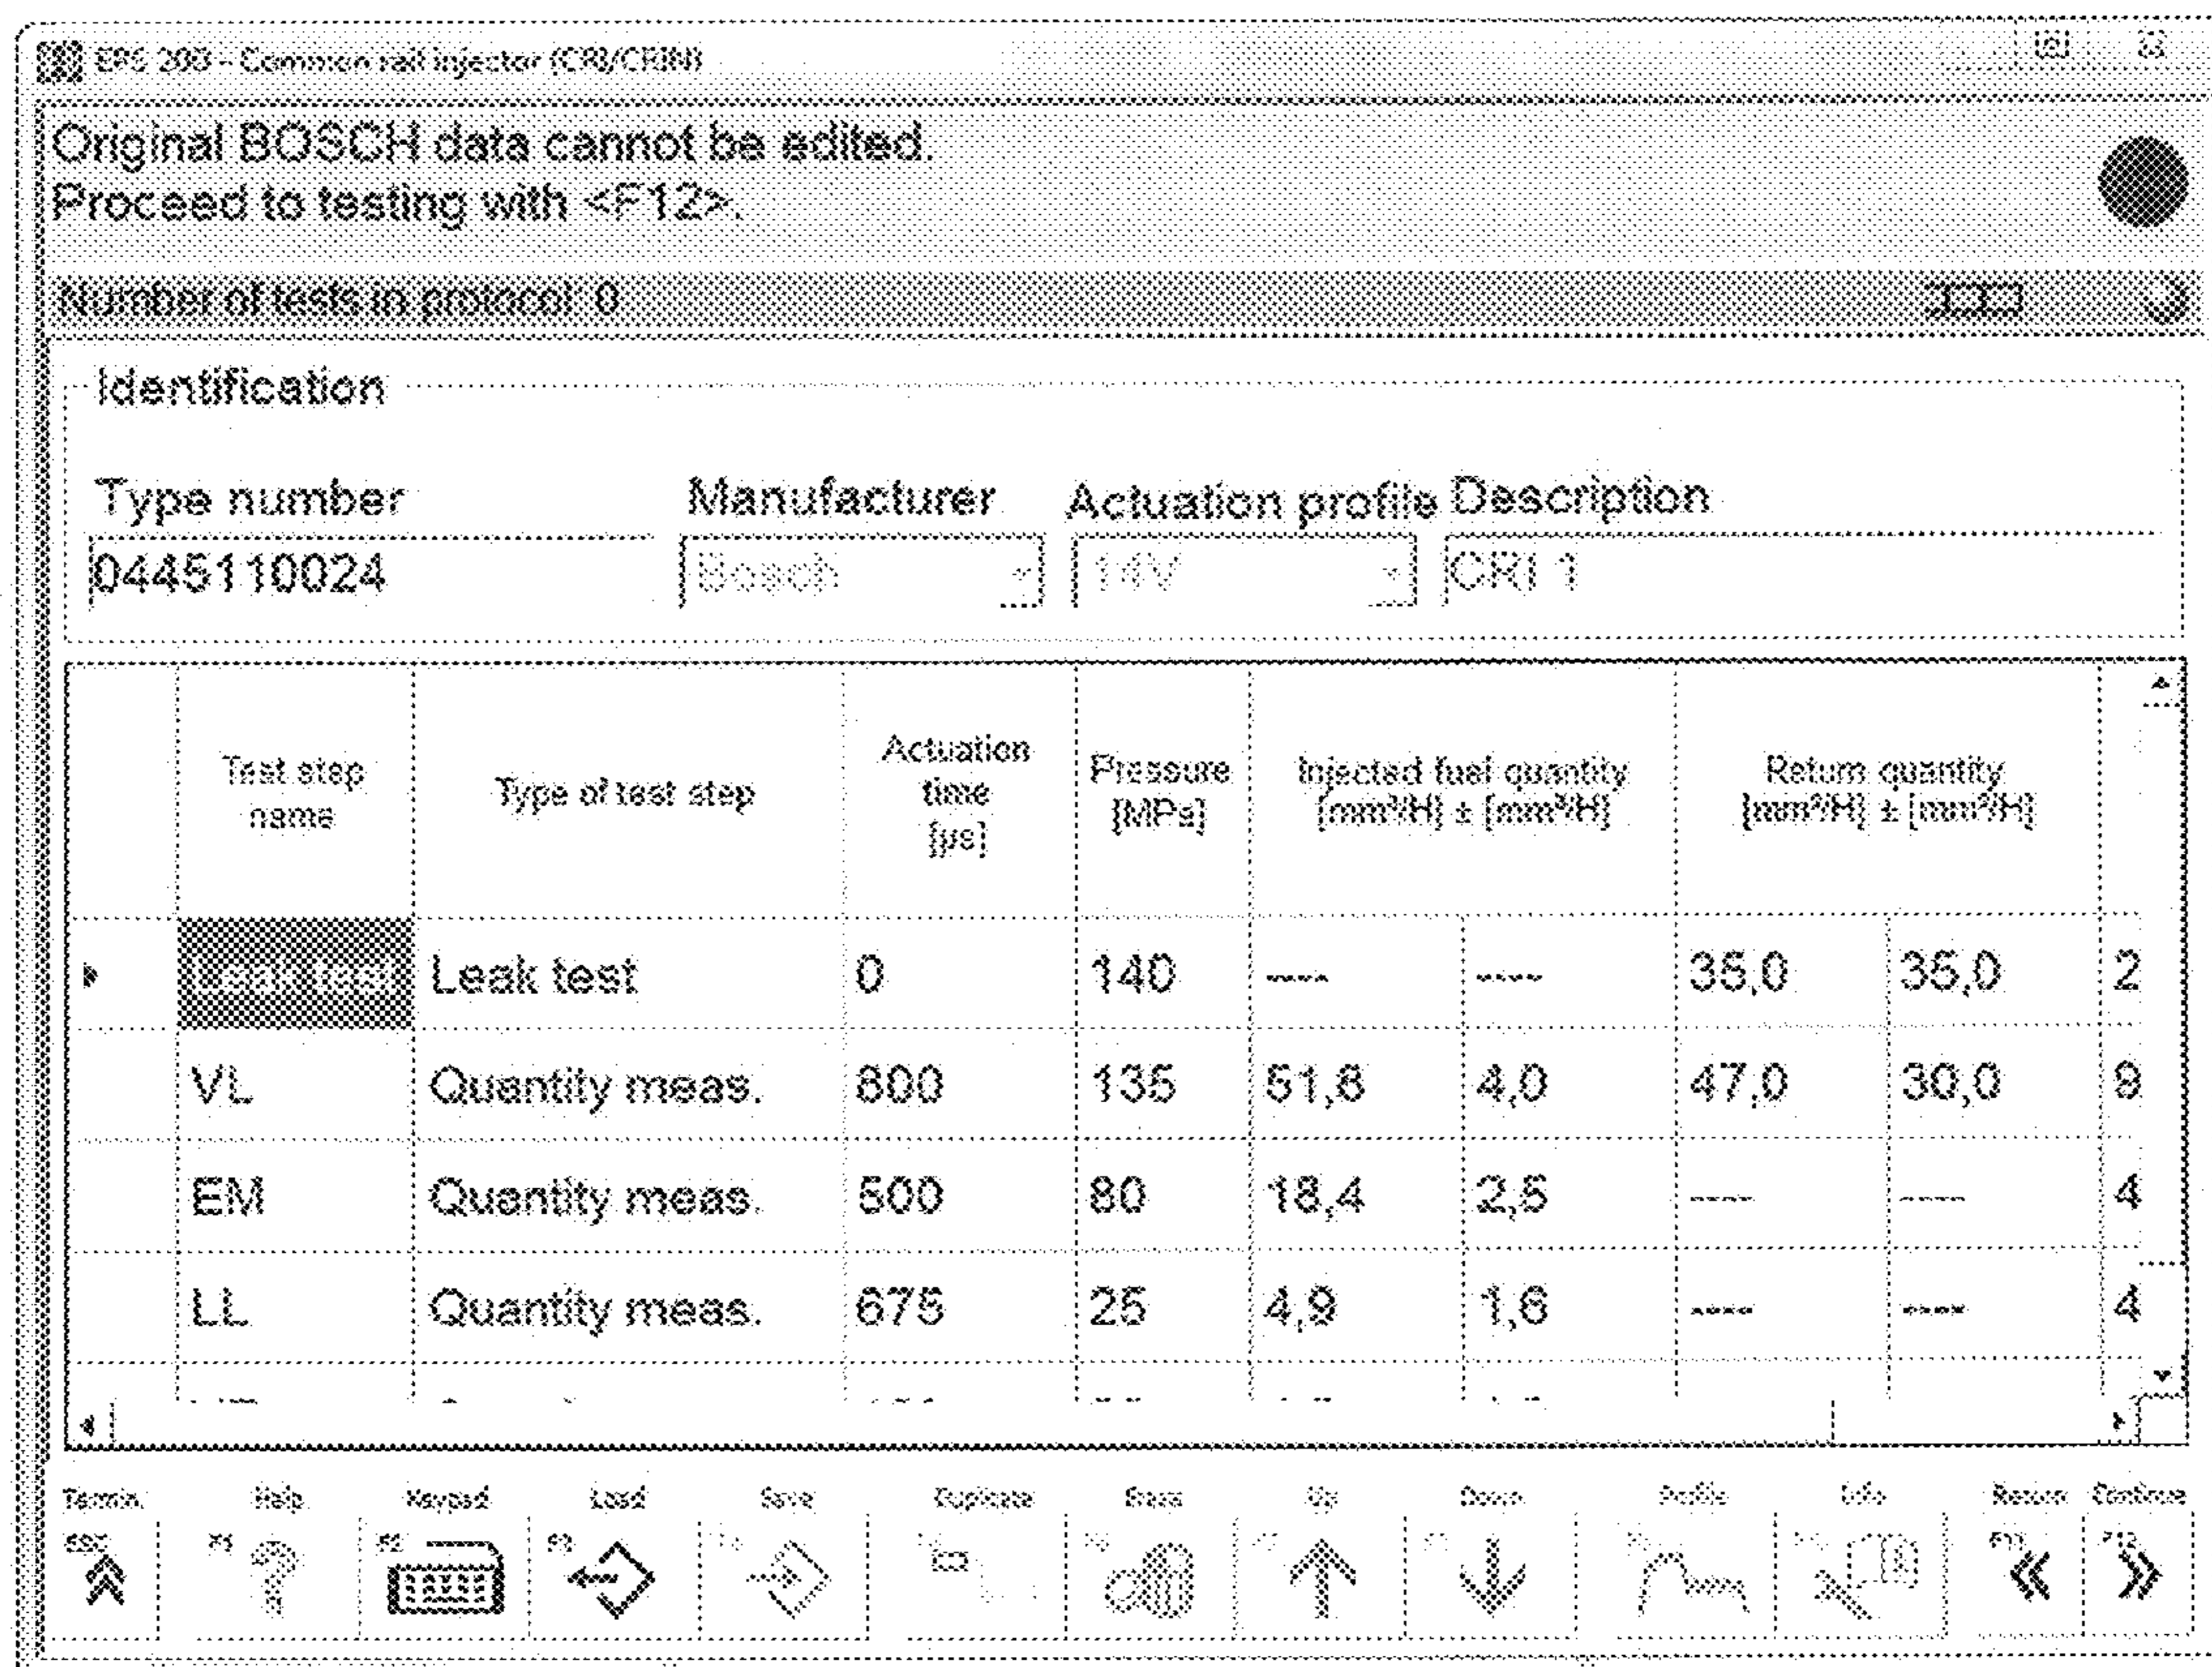 EPS 200 - Common rail injector (CRI/CRIN)
Original BOSCH data cannot be edited.
Proceed to testing with <F12>.
Number of tests in protocol: 0
Identification
Type number Manufacturer Actuation profile Description
0445110024 Bosch 14V CRI 1
Test step name Type of test step Actuation time [µs] Pressure [MPa] Injected fuel quantity [mm³/H] ± [mm³/H] Return quantity [mm³/H] ± [mm³/H]
Leak test Leak test 0 140 ---- ---- 35,0 35,0 2
VL Quantity meas. 800 135 51,8 4,0 47,0 30,0 9
EM Quantity meas. 500 80 18,4 2,5 ---- ---- 4
LL Quantity meas. 675 25 4,9 1,6 ---- ---- 4
Termin. Help Keypad Load Save Duplicate Erase Up Down Profile Info Return Continue
ESC F1 F2 F3 F11 F12